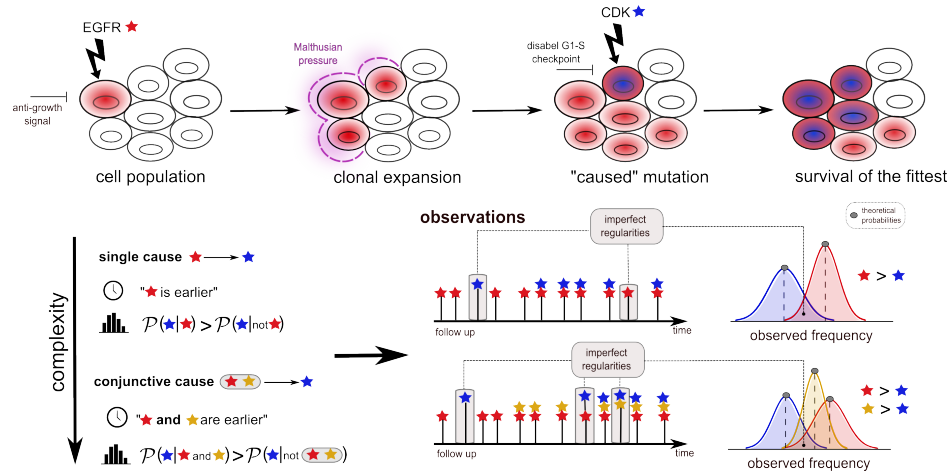 EGFR
CDK
Malthusian
pressure
disabel G1-S
checkpoint
anti-growth
signal
cell population
clonal expansion
"caused" mutation
survival of the fittest
complexity
single cause
"★ is earlier"
P(★|★) > P(★|not★)
conjunctive cause
"★ and ★ are earlier"
P(★|★ and ★) > P(★|not ★ ★)
observations
imperfect
regularities
theoretical
probabilities
follow up
time
★ > ★
observed frequency
imperfect
regularities
follow up
time
★ > ★
★ > ★
observed frequency